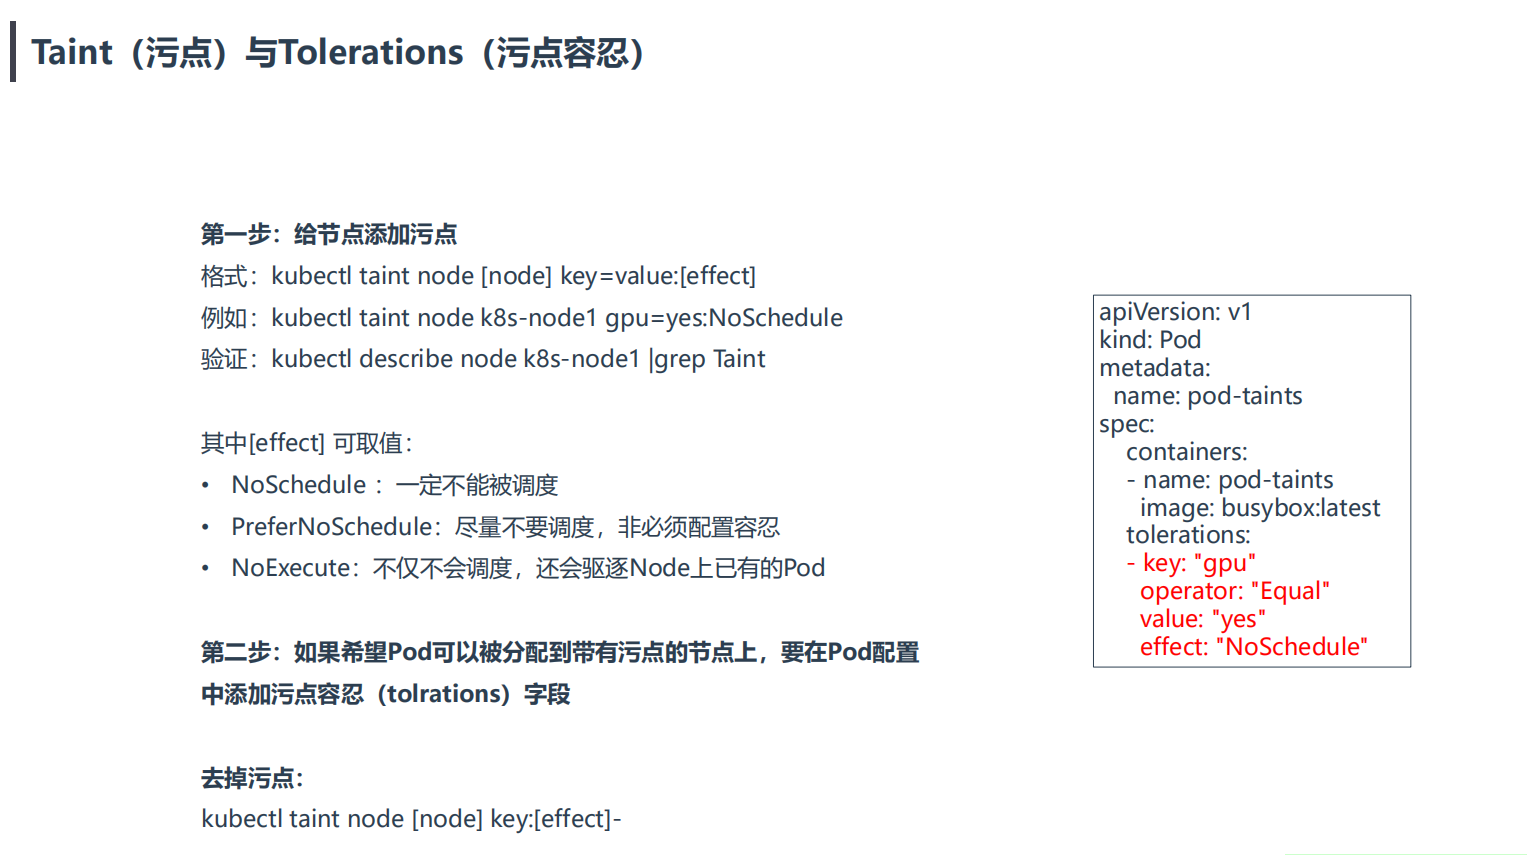 Taint（污点）与Tolerations（污点容忍）
第一步：给节点添加污点
格式：kubectl taint node [node] key=value:[effect]
例如：kubectl taint node k8s-node1 gpu=yes:NoSchedule
验证：kubectl describe node k8s-node1 |grep Taint
其中[effect] 可取值：
• NoSchedule ：一定不能被调度
• PreferNoSchedule：尽量不要调度，非必须配置容忍
• NoExecute：不仅不会调度，还会驱逐Node上已有的Pod
第二步：如果希望Pod可以被分配到带有污点的节点上，要在Pod配置
中添加污点容忍（tolrations）字段
去掉污点：
kubectl taint node [node] key:[effect]-
apiVersion: v1
kind: Pod
metadata:
  name: pod-taints
spec:
    containers:
    - name: pod-taints
      image: busybox:latest
    tolerations:
    - key: "gpu"
      operator: "Equal"
      value: "yes"
      effect: "NoSchedule"